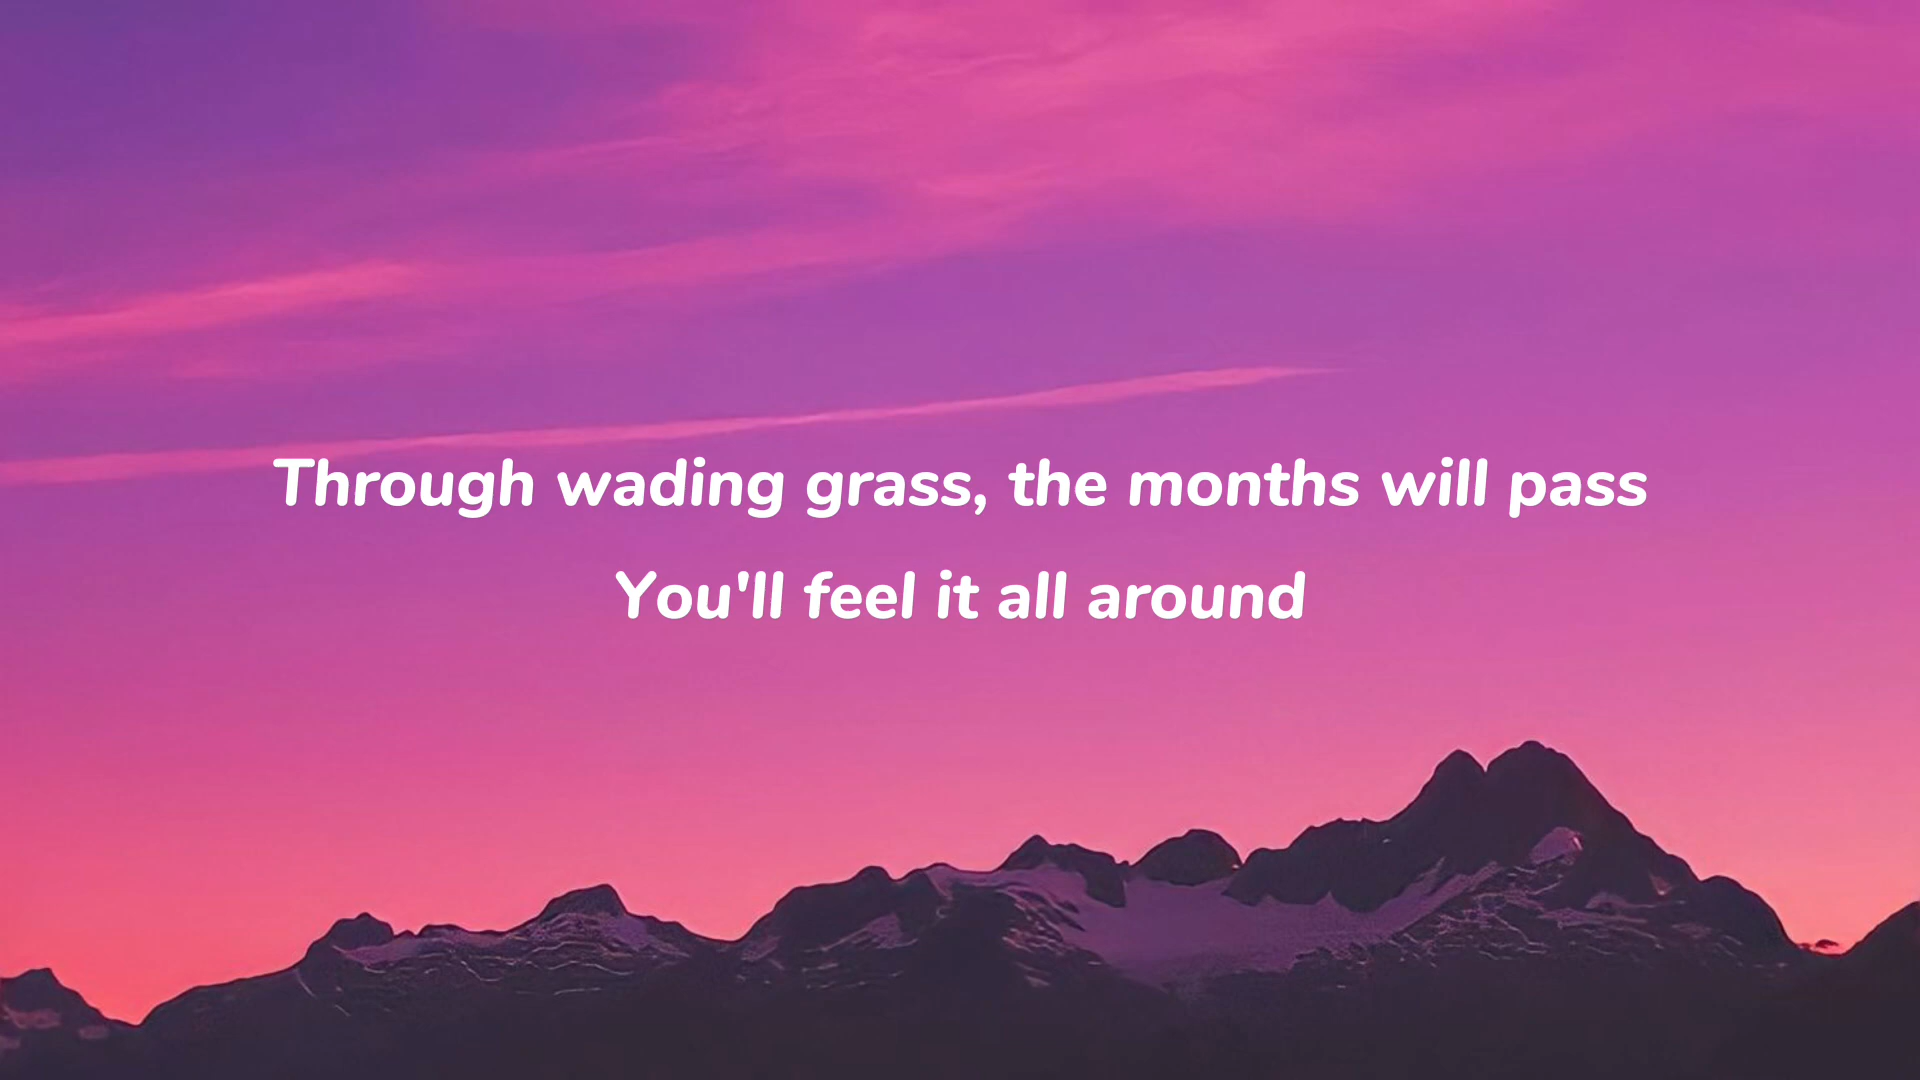 Through wading grass, the months will pass
You'll feel it all around